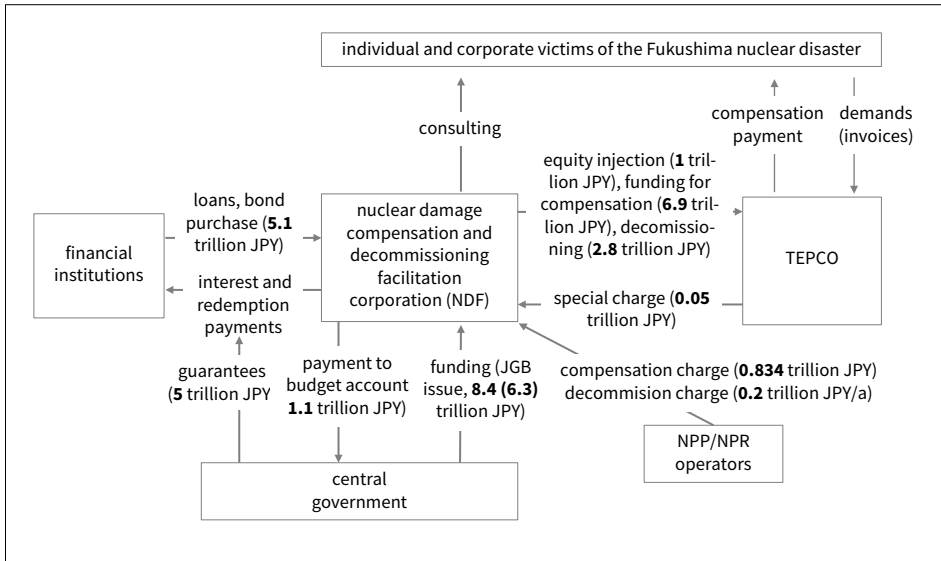 individual and corporate victims of the Fukushima nuclear disaster
consulting
compensation
payment
demands
(invoices)
loans, bond
purchase (5.1
trillion JPY)
equity injection (1 tril-
lion JPY), funding for
compensation (6.9 tril-
lion JPY), decomissio-
ning (2.8 trillion JPY)
financial
institutions
nuclear damage
compensation and
decommissioning
facilitation
corporation (NDF)
TEPCO
interest and
redemption
payments
special charge (0.05
trillion JPY)
guarantees
(5 trillion JPY
payment to
budget account
1.1 trillion JPY)
funding (JGB
issue, 8.4 (6.3)
trillion JPY)
compensation charge (0.834 trillion JPY)
decommision charge (0.2 trillion JPY/a)
NPP/NPR
operators
central
government